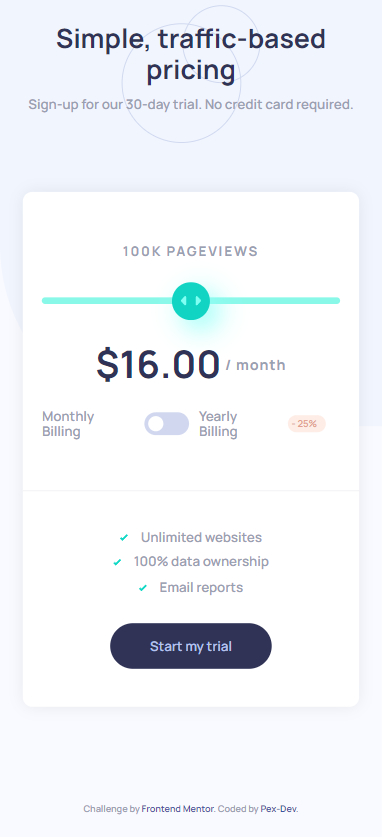 Simple, traffic-based
pricing
Sign-up for our 30-day trial. No credit card required.
100K PAGEVIEWS
$16.00 / month
Monthly
Billing
Yearly
Billing
- 25%
Unlimited websites
100% data ownership
Email reports
Start my trial
Challenge by Frontend Mentor. Coded by Pex-Dev.